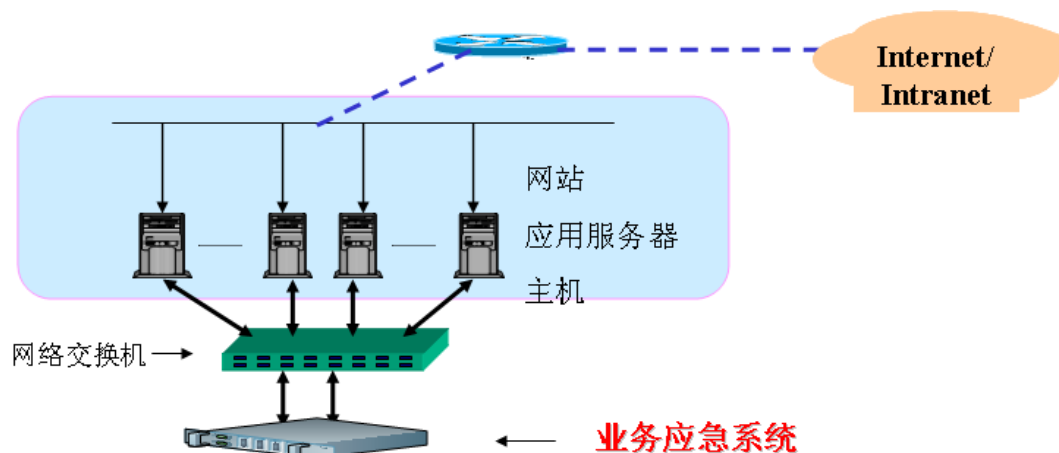 Internet/
Intranet
网站
应用服务器
主机
网络交换机
业务应急系统